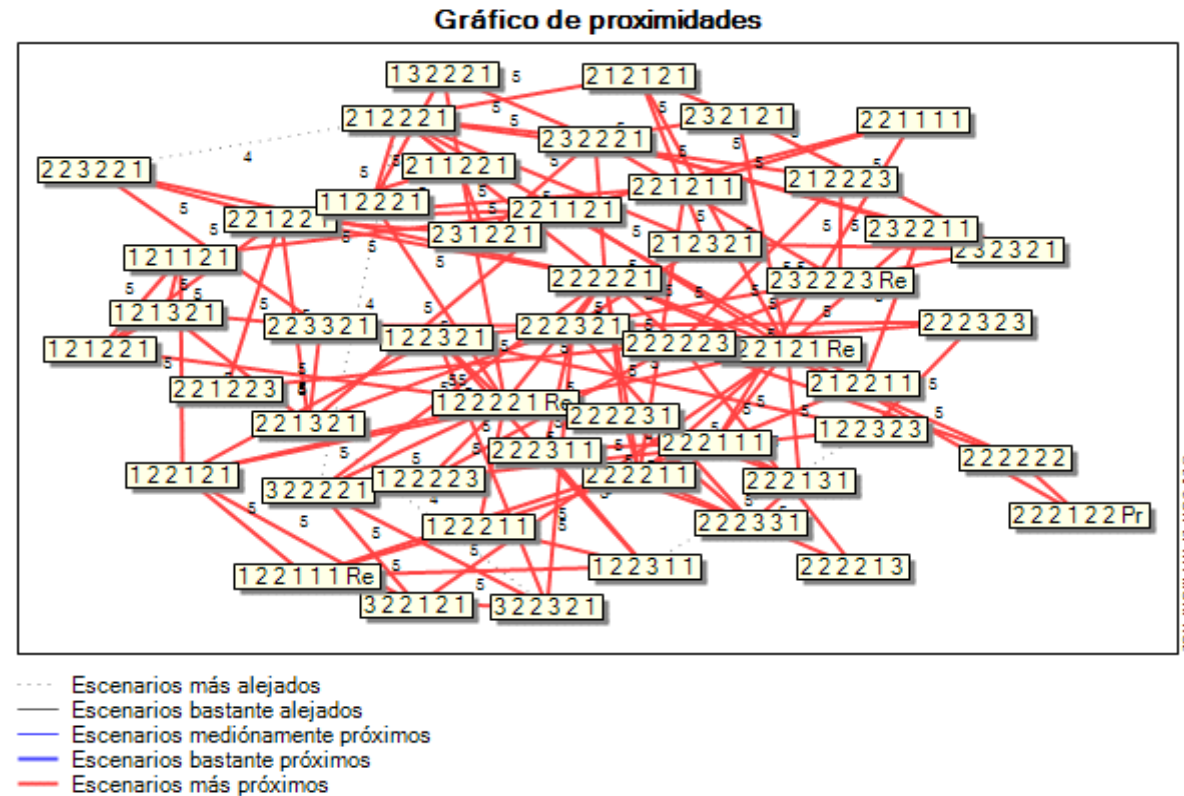 Gráfico de proximidades
1 3 2 2 2 1
5
2 1 2 1 2 1
2 1 2 2 2 1
2 3 2 1 2 1
2 2 1 1 1 1
2 3 2 2 2 1
4
2 2 3 2 2 1
2 1 1 2 2 1
2 2 1 2 1 1
2 1 2 2 2 3
1 1 2 2 2 1
2 2 1 2 2 1
2 2 1 1 2 1
2 3 1 2 2 1
2 3 2 2 1 1
2 1 2 3 2 1
2 3 2 3 2 1
1 2 1 1 2 1
2 2 2 2 2 1
2 3 2 2 2 3 Re
4
1 2 1 3 2 1
2 2 3 3 2 1
1 2 2 3 2 1
2 2 2 3 2 1
2 2 2 3 2 3
1 2 1 2 2 1
2 2 2 2 2 3
2 2 1 2 1 Re
2 2 1 2 2 3
2 1 2 2 1 1
1 2 2 2 2 1 Re
2 2 2 2 3 1
2 2 1 3 2 1
1 2 2 3 2 3
2 2 2 3 1 1
2 2 2 1 1 1
2 2 2 2 2 2
1 2 2 1 2 1
3 2 2 2 2 1
1 2 2 2 2 3
2 2 2 2 1 1
2 2 2 1 3 1
4
2 2 2 1 2 2 Pr
1 2 2 2 1 1
2 2 2 3 3 1
1 2 2 3 1 1
2 2 2 2 1 3
1 2 2 1 1 1 Re
3 2 2 1 2 1
3 2 2 3 2 1
Escenarios más alejados
Escenarios bastante alejados
Escenarios mediónamente próximos
Escenarios bastante próximos
Escenarios más próximos